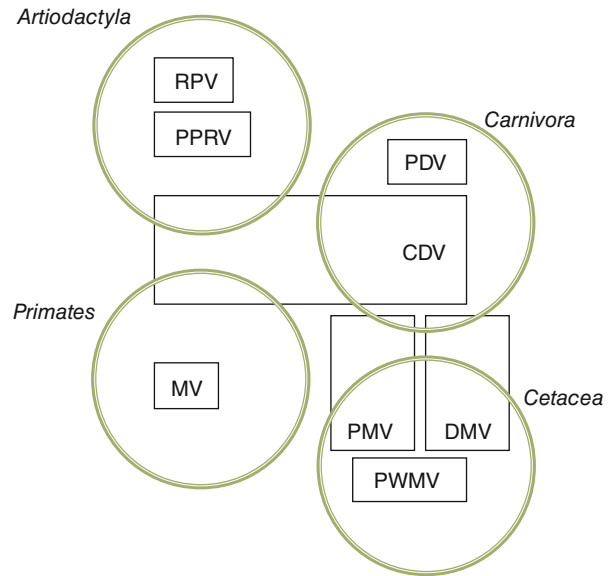 Artiodactyla
RPV
PPRV
Carnivora
PDV
CDV
Primates
MV
Cetacea
PMV
DMV
PWMV